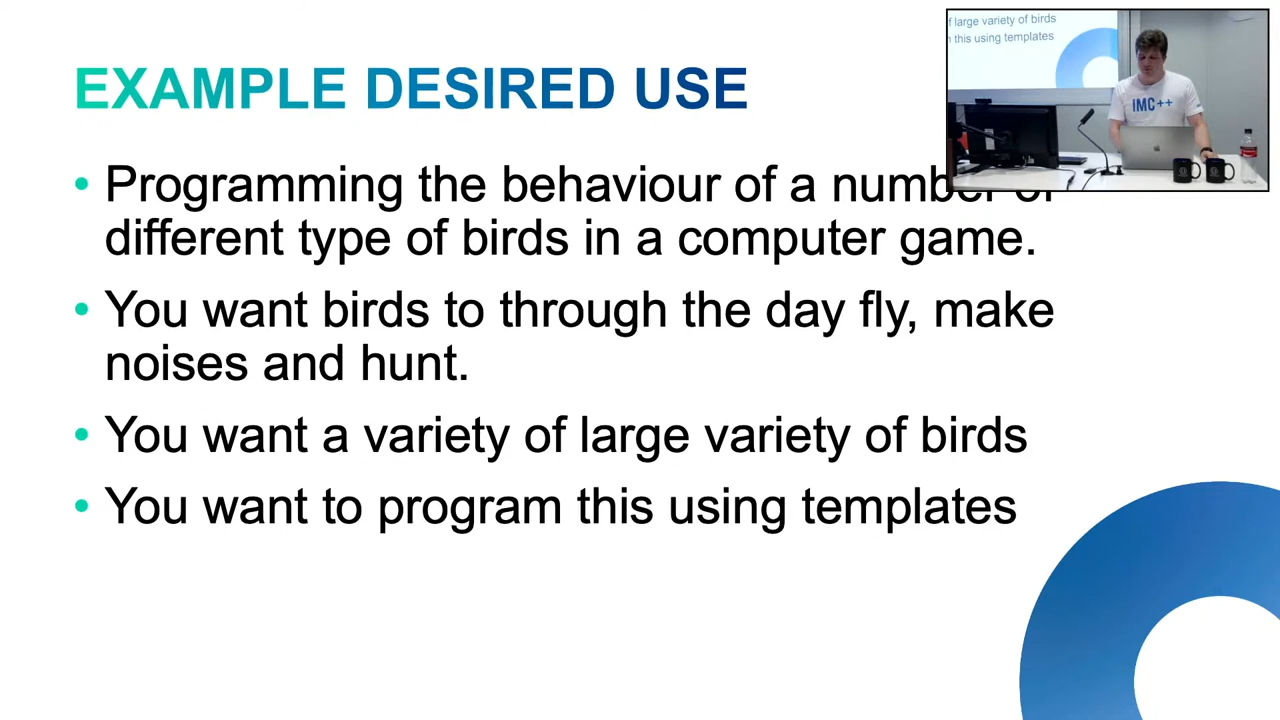 EXAMPLE DESIRED USE
• Programming the behaviour of a number of
different type of birds in a computer game.
• You want birds to through the day fly, make
noises and hunt.
• You want a variety of large variety of birds
• You want to program this using templates
f large variety of birds
this using templates
IMC++